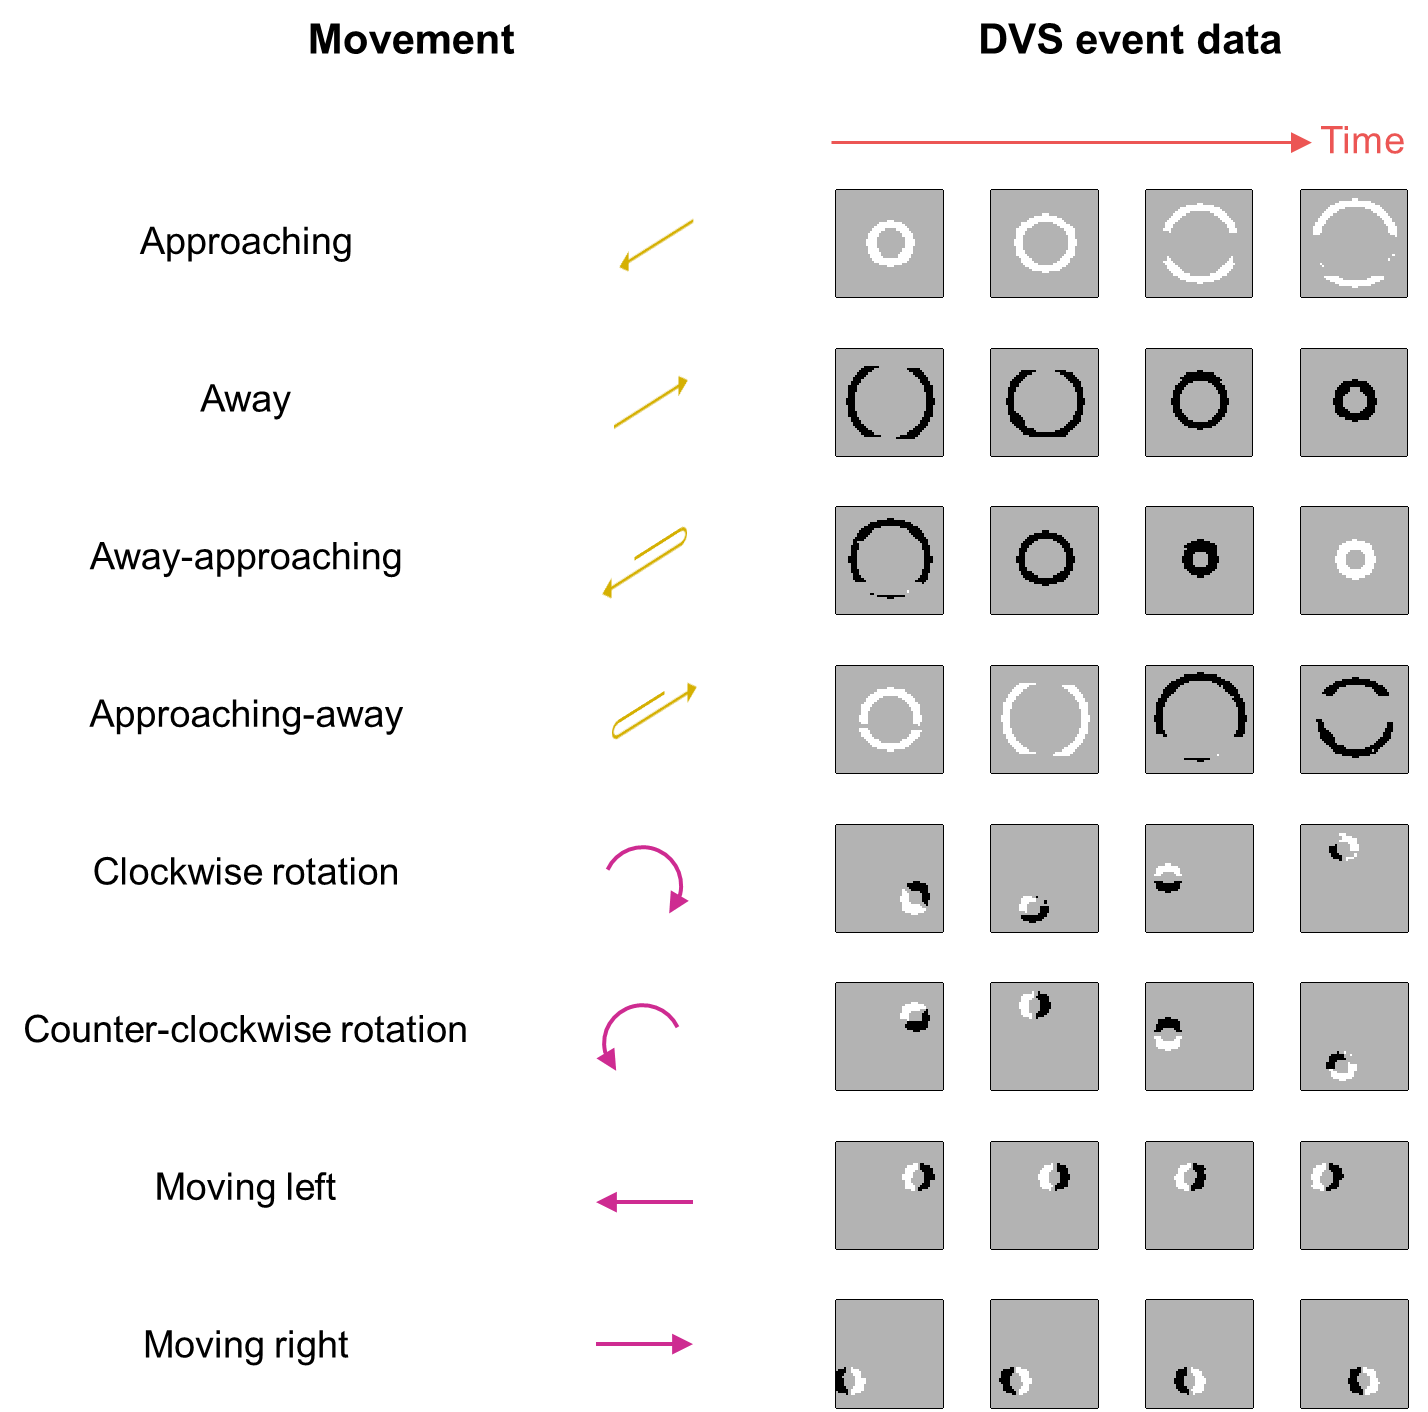 Movement
DVS event data
Time
Approaching
Away
Away-approaching
Approaching-away
Clockwise rotation
Counter-clockwise rotation
Moving left
Moving right